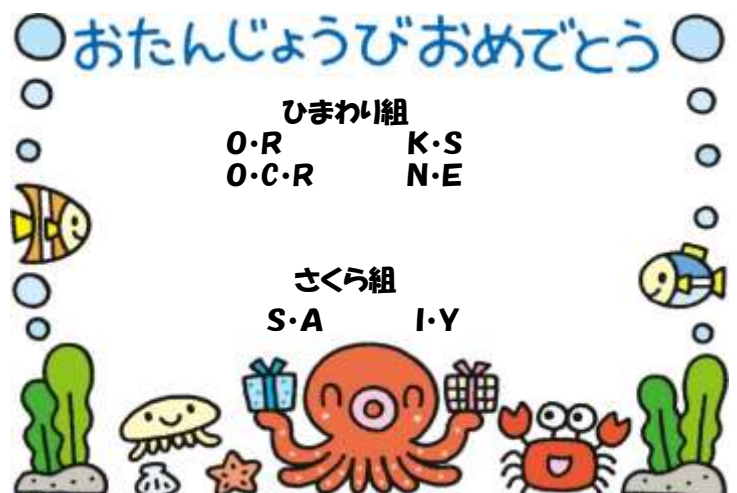 おたんじょうびおめでとう
ひまわり組
O・R K・S
O・C・R N・E
さくら組
S・A I・Y